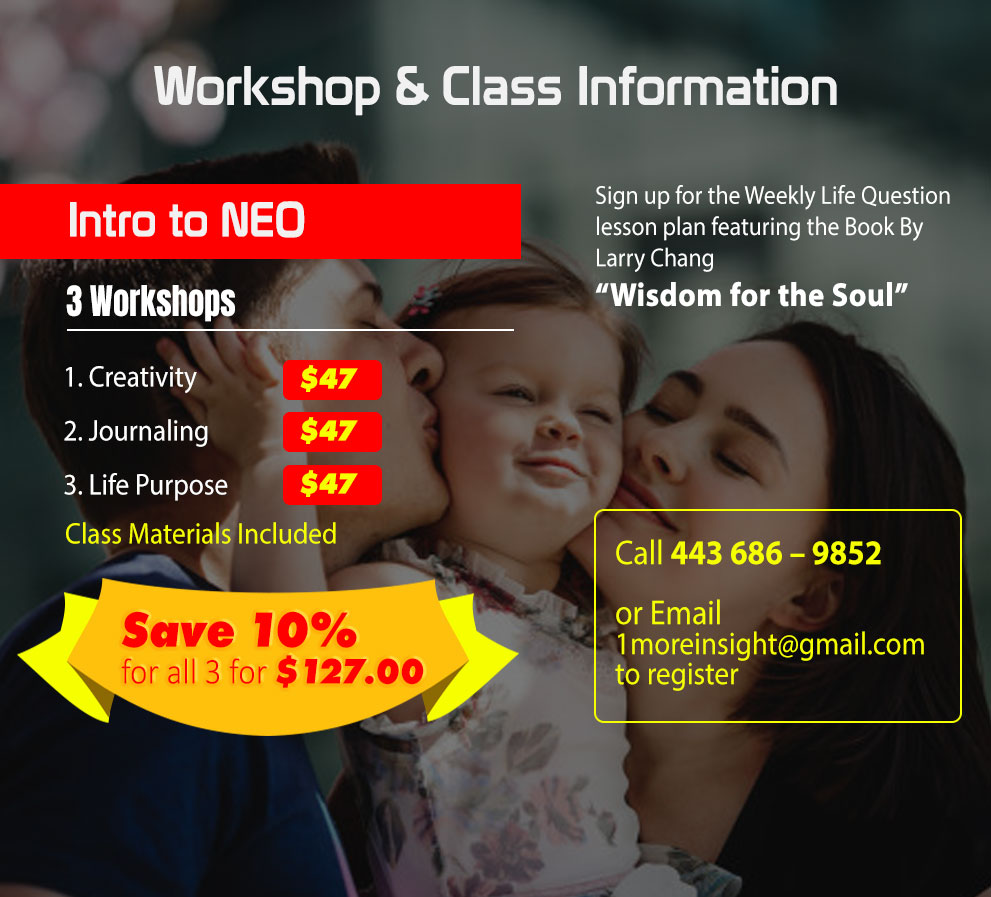 Workshop & Class Information
Intro to NEO
3 Workshops
1. Creativity $47
2. Journaling $47
3. Life Purpose $47
Class Materials Included
Save 10%
for all 3 for $127.00
Sign up for the Weekly Life Question
lesson plan featuring the Book By
Larry Chang
“Wisdom for the Soul”
Call 443 686 – 9852
or Email
1moreinsight@gmail.com
to register